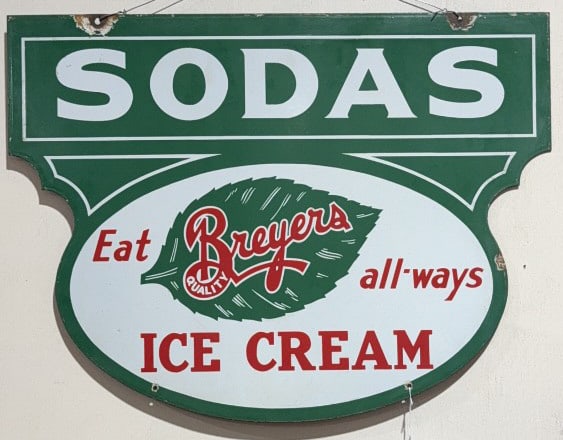 SODAS
Eat Breyers all-ways
QUALITY
ICE CREAM